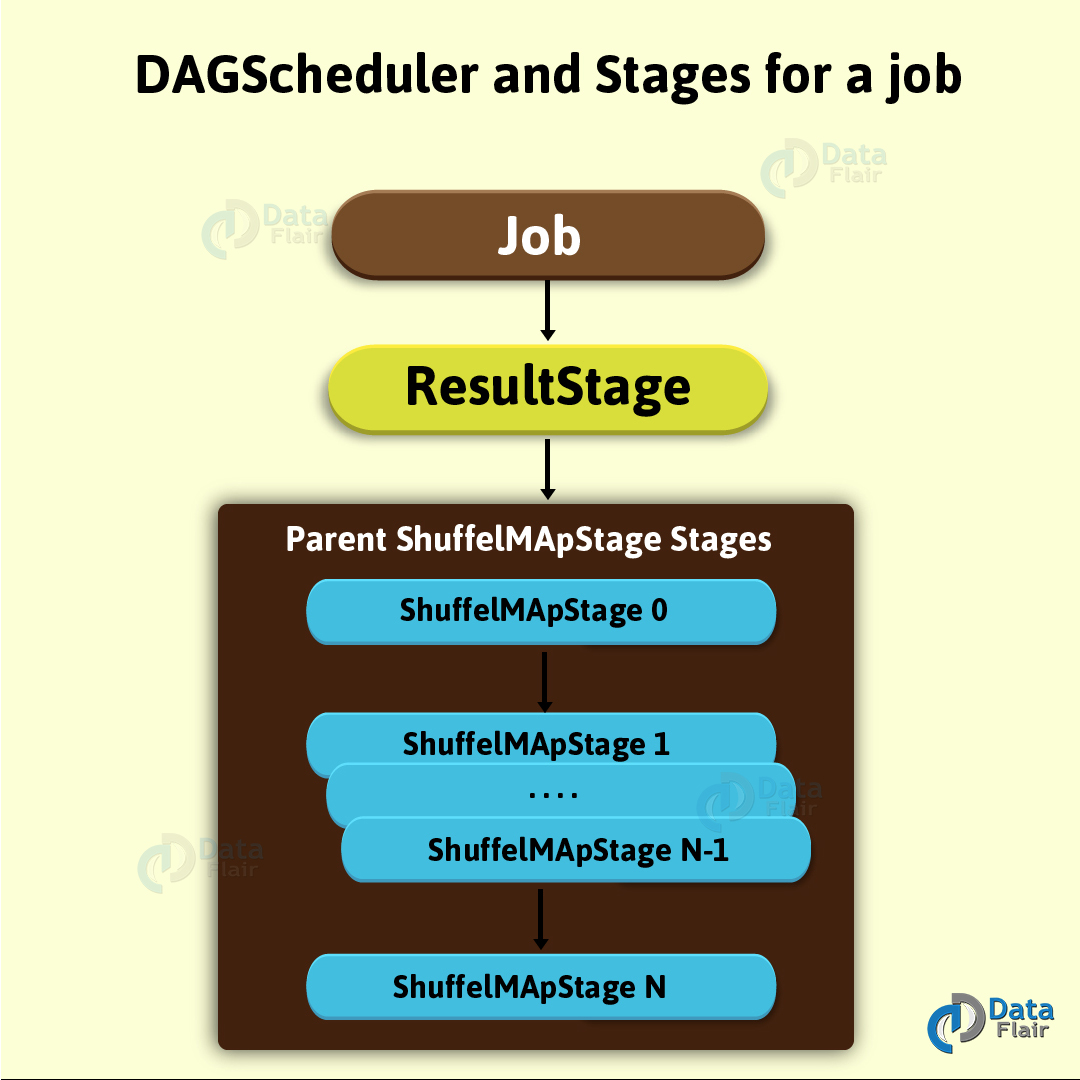 DAGScheduler and Stages for a job
Data
Flair
Data
Flair
Job
ResultStage
Parent ShuffelMApStage Stages
ShuffelMApStage 0
ShuffelMApStage 1
....
Data
Flair
ShuffelMApStage N-1
Data
Flair
ShuffelMApStage N
Data
Flair